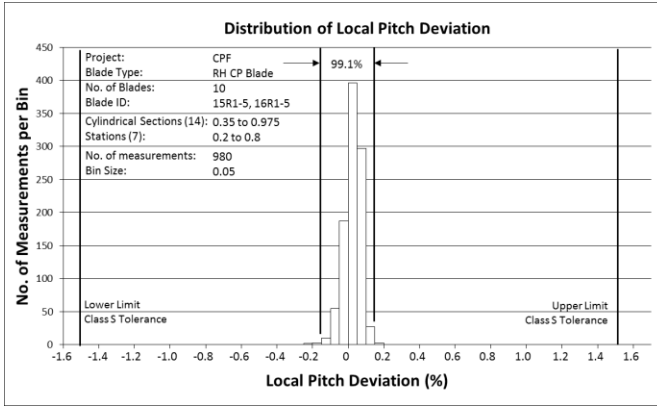 Distribution of Local Pitch Deviation
450
400
350
300
250
200
150
100
50
0
No. of Measurements per Bin
Project: CPF
Blade Type: RH CP Blade
No. of Blades: 10
Blade ID: 15R1-5, 16R1-5
Cylindrical Sections (14): 0.35 to 0.975
Stations (7): 0.2 to 0.8
No. of measurements: 980
Bin Size: 0.05
99.1%
Lower Limit
Class S Tolerance
Upper Limit
Class S Tolerance
-1.6 -1.4 -1.2 -1.0 -0.8 -0.6 -0.4 -0.2 0 0.2 0.4 0.6 0.8 1.0 1.2 1.4 1.6
Local Pitch Deviation (%)